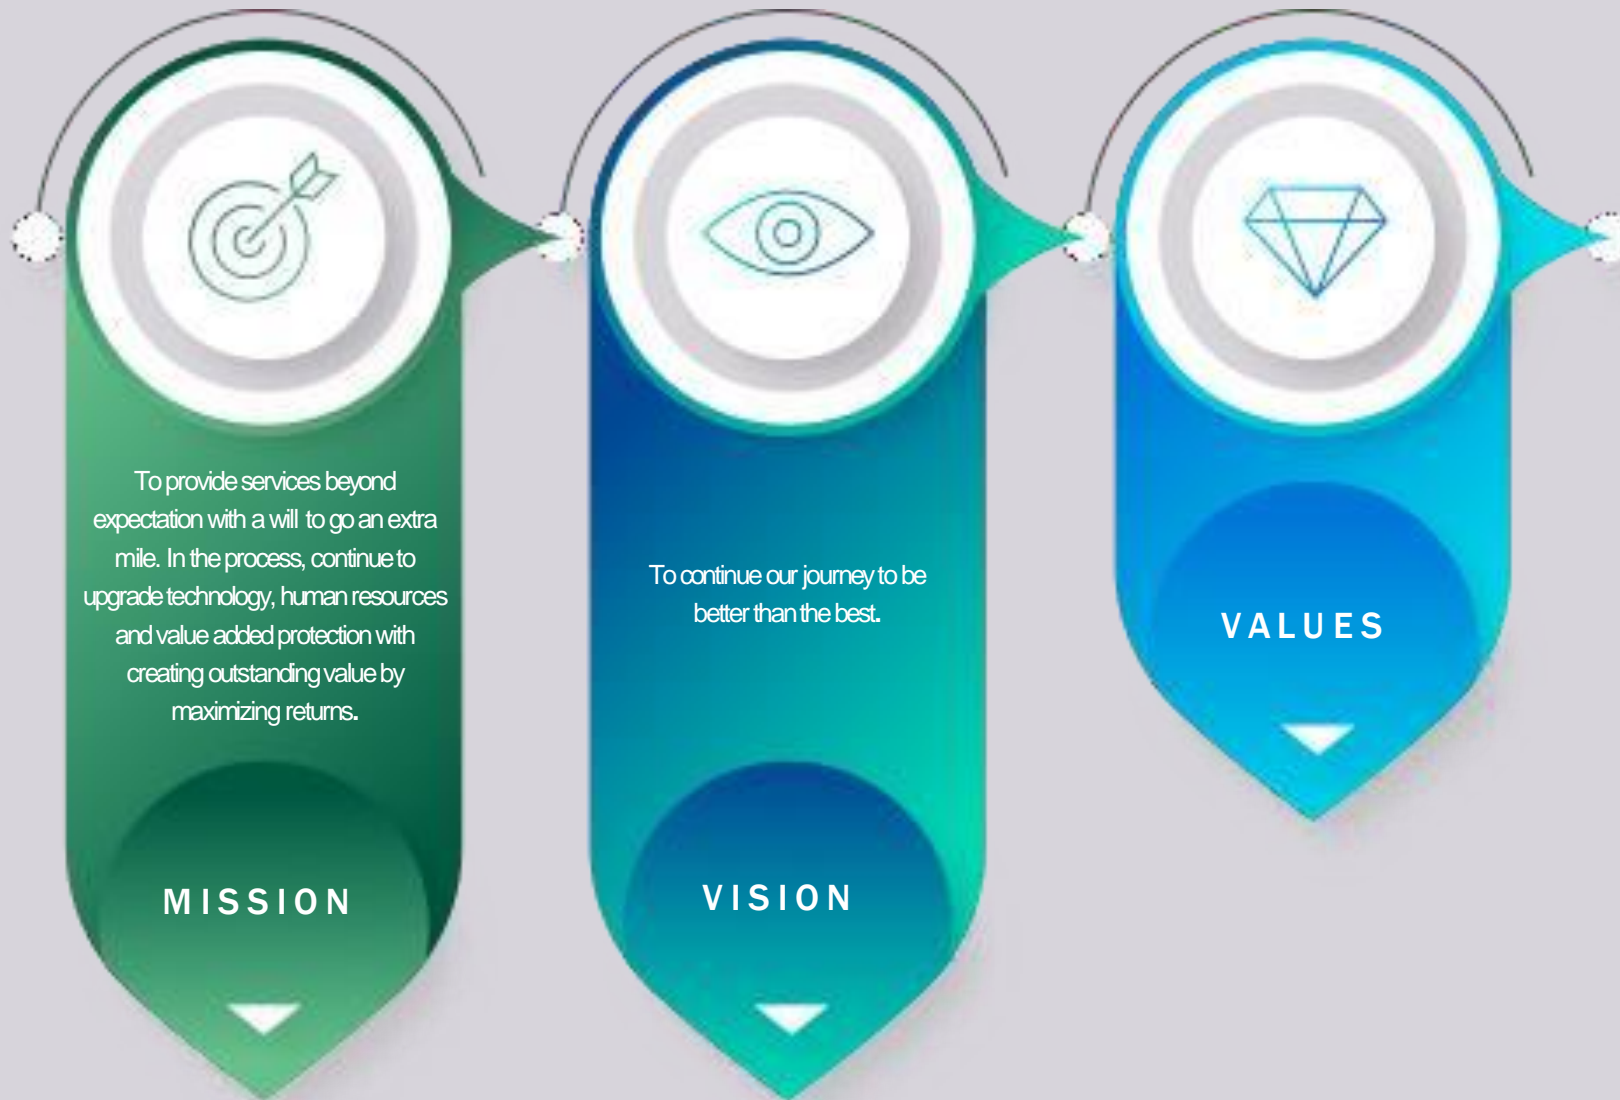 To provide services beyond
expectation with a will to go an extra
mile. In the process, continue to
upgrade technology, human resources
and value added protection with
creating outstanding value by
maximizing returns.
MISSION
To continue our journey to be
better than the best.
VISION
VALUES